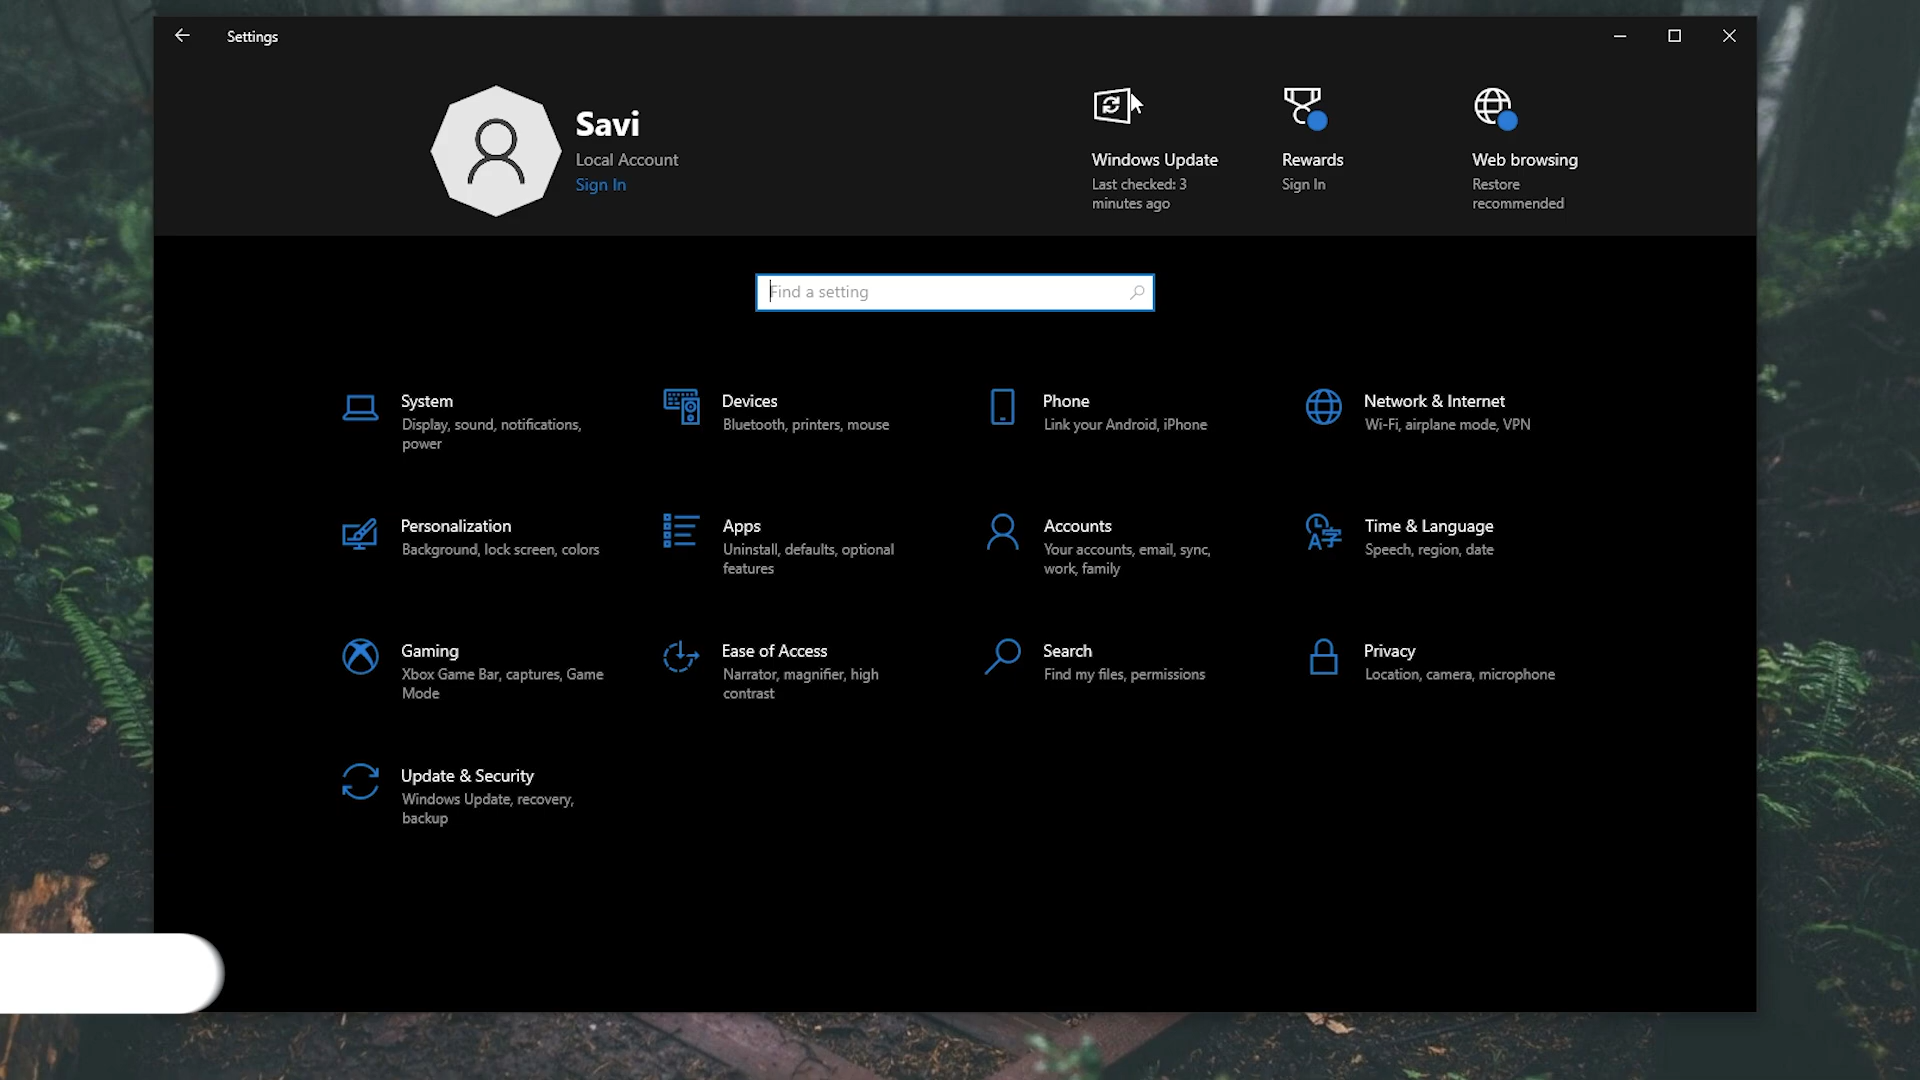 Settings
Savi
Local Account
Sign In
Windows Update
Last checked: 3
minutes ago
Rewards
Sign In
Web browsing
Restore
recommended
Find a setting
System
Display, sound, notifications,
power
Devices
Bluetooth, printers, mouse
Phone
Link your Android, iPhone
Network & Internet
Wi-Fi, airplane mode, VPN
Personalization
Background, lock screen, colors
Apps
Uninstall, defaults, optional
features
Accounts
Your accounts, email, sync,
work, family
Time & Language
Speech, region, date
Gaming
Xbox Game Bar, captures, Game
Mode
Ease of Access
Narrator, magnifier, high
contrast
Search
Find my files, permissions
Privacy
Location, camera, microphone
Update & Security
Windows Update, recovery,
backup